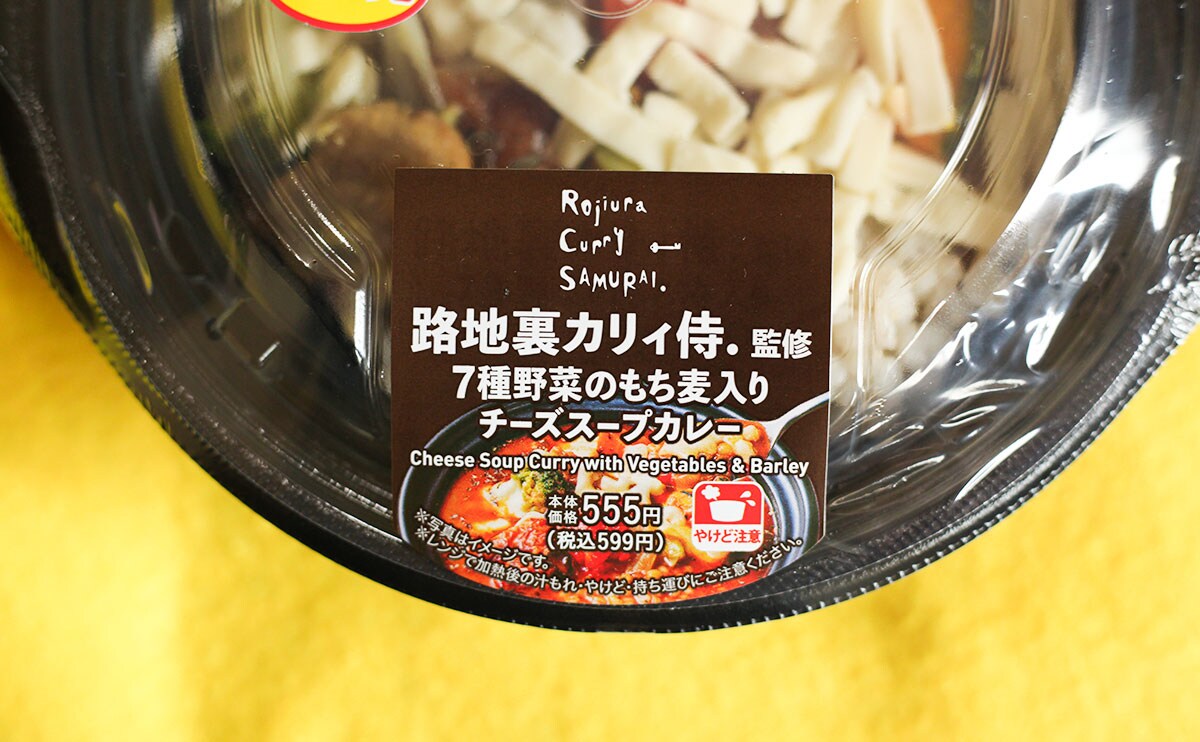 Rojiura
Curry
SAMURAI.
路地裏カリィ侍. 監修
7種野菜のもち麦入り
チーズスープカレー
Cheese Soup Curry with Vegetables & Barley
本体価格 555円
(税込599円)
やけど注意
※写真はイメージです。
※レンジで加熱後の汁もれ・やけど・持ち運びにご注意ください。